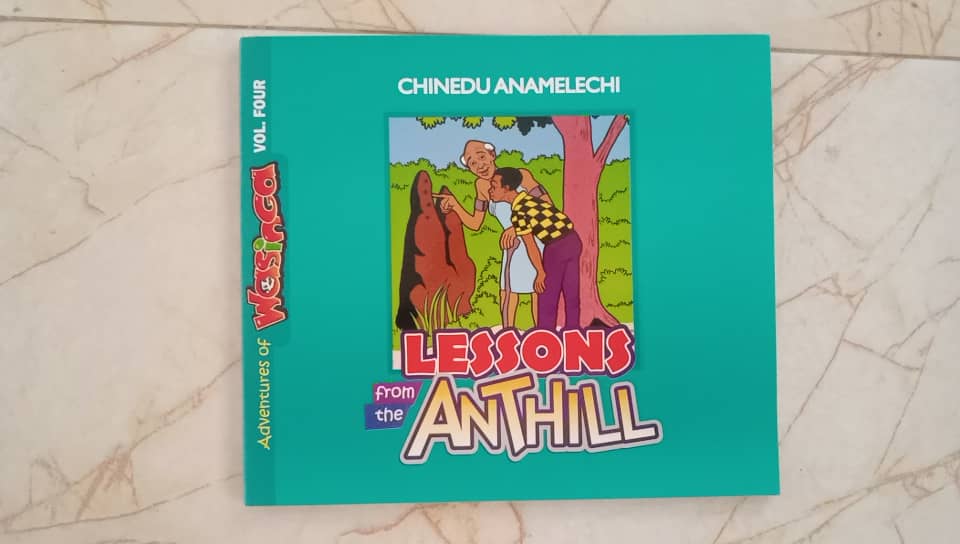 Adventures of Wasinga VOL. FOUR
CHINEDU ANAMELECHI
LESSONS
from
the
ANTHILL